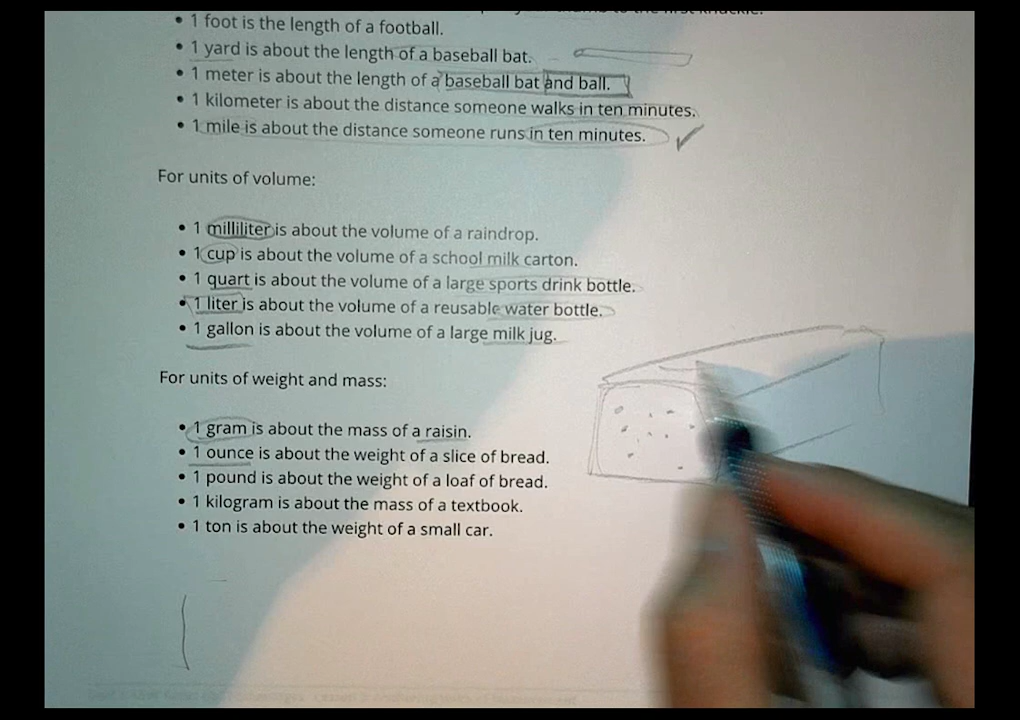 thumb to the first knuckle.
• 1 foot is the length of a football.
• 1 yard is about the length of a baseball bat.
• 1 meter is about the length of a baseball bat and ball.
• 1 kilometer is about the distance someone walks in ten minutes.
• 1 mile is about the distance someone runs in ten minutes.
For units of volume:
• 1 milliliter is about the volume of a raindrop.
• 1 cup is about the volume of a school milk carton.
• 1 quart is about the volume of a large sports drink bottle.
• 1 liter is about the volume of a reusable water bottle.
• 1 gallon is about the volume of a large milk jug.
For units of weight and mass:
• 1 gram is about the mass of a raisin.
• 1 ounce is about the weight of a slice of bread.
• 1 pound is about the weight of a loaf of bread.
• 1 kilogram is about the mass of a textbook.
• 1 ton is about the weight of a small car.